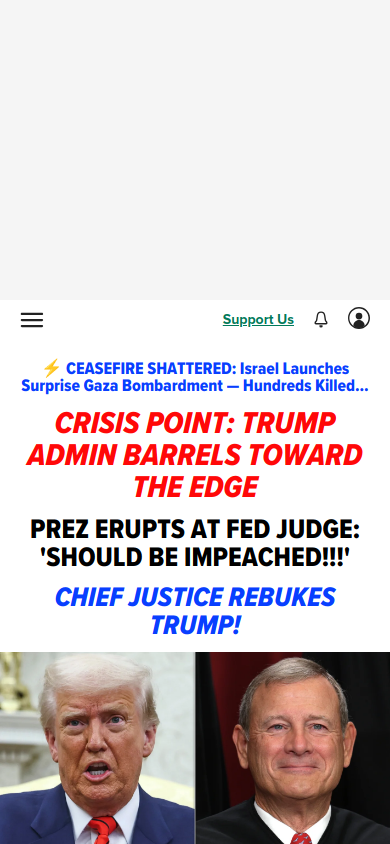 Support Us
⚡ CEASEFIRE SHATTERED: Israel Launches
Surprise Gaza Bombardment — Hundreds Killed...
CRISIS POINT: TRUMP
ADMIN BARRELS TOWARD
THE EDGE
PREZ ERUPTS AT FED JUDGE:
'SHOULD BE IMPEACHED!!!'
CHIEF JUSTICE REBUKES
TRUMP!